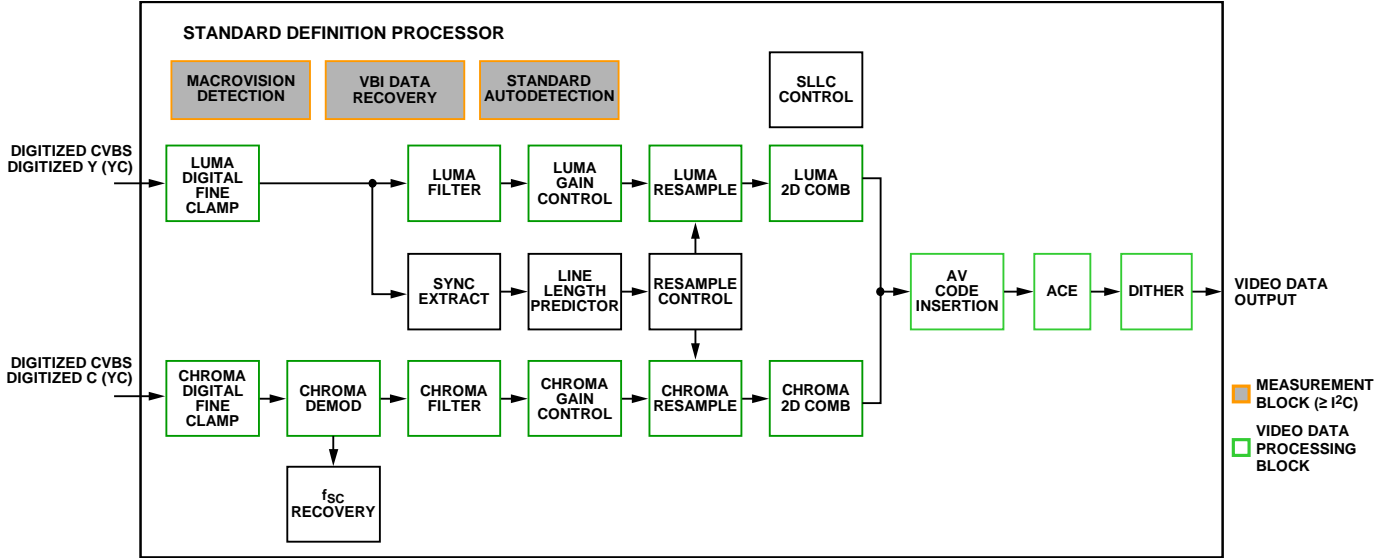 STANDARD DEFINITION PROCESSOR
MACROVISION
DETECTION
VBI DATA
RECOVERY
STANDARD
AUTODETECTION
SLLC
CONTROL
DIGITIZED CVBS
DIGITIZED Y (YC)
LUMA
DIGITAL
FINE
CLAMP
LUMA
FILTER
LUMA
GAIN
CONTROL
LUMA
RESAMPLE
LUMA
2D COMB
SYNC
EXTRACT
LINE
LENGTH
PREDICTOR
RESAMPLE
CONTROL
AV
CODE
INSERTION
ACE
DITHER
VIDEO DATA
OUTPUT
DIGITIZED CVBS
DIGITIZED C (YC)
CHROMA
DIGITAL
FINE
CLAMP
CHROMA
DEMOD
CHROMA
FILTER
CHROMA
GAIN
CONTROL
CHROMA
RESAMPLE
CHROMA
2D COMB
fSC
RECOVERY
MEASUREMENT
BLOCK (≥ I²C)
VIDEO DATA
PROCESSING
BLOCK